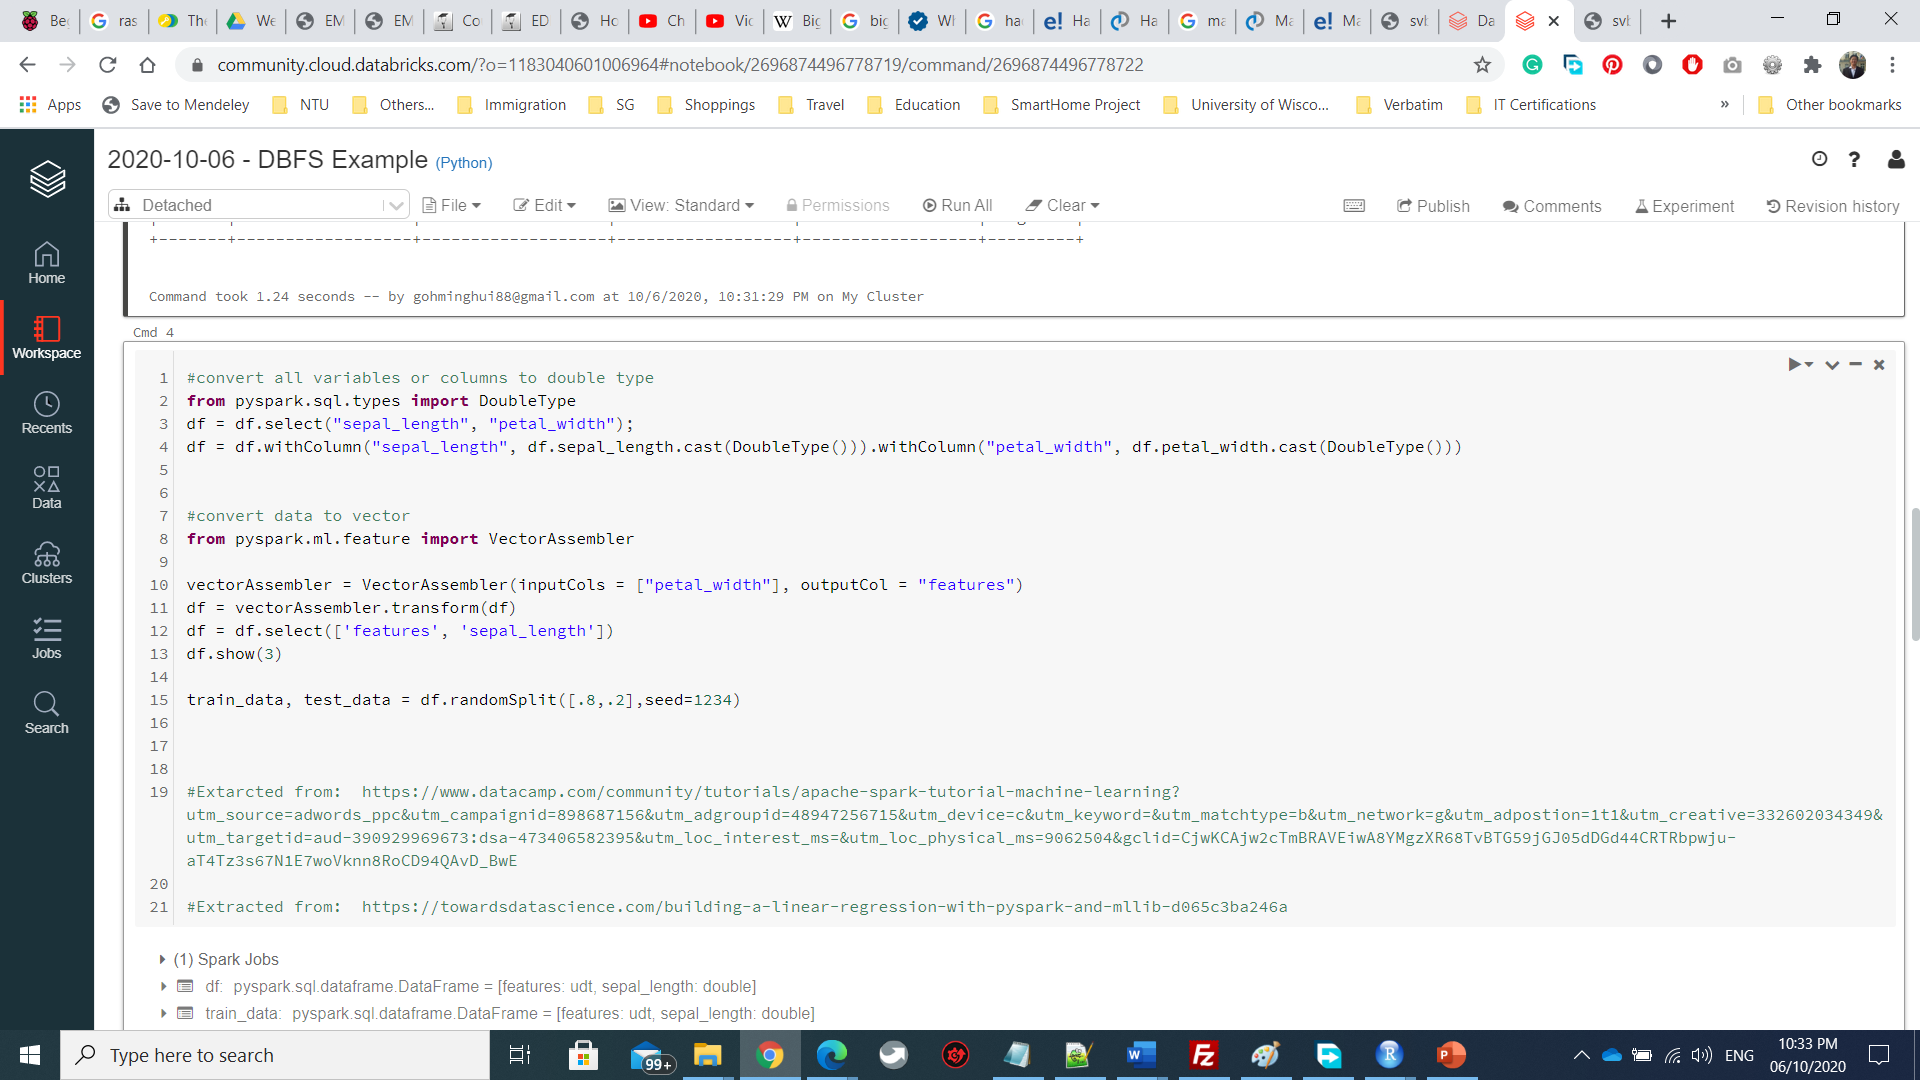 Be
ras
The
We
EM
EM
Co
ED
Ho
Ch
Vic
Big
big
Wh
ha
Ha
Ha
ma
Ma
Ma
svl
Da
svl
community.cloud.databricks.com/?o=1183040601006964#notebook/2696874496778719/command/2696874496778722
Apps
Save to Mendeley
NTU
Others...
Immigration
SG
Shoppings
Travel
Education
SmartHome Project
University of Wisco...
Verbatim
IT Certifications
»
Other bookmarks
2020-10-06 - DBFS Example (Python)
Detached
File
Edit
View: Standard
Permissions
Run All
Clear
Publish
Comments
Experiment
Revision history
Home
Workspace
Recents
Data
Clusters
Jobs
Search
+-------+------------------+------------------+------------------+------------------+---------+
Command took 1.24 seconds -- by gohminghui88@gmail.com at 10/6/2020, 10:31:29 PM on My Cluster
Cmd 4
1 #convert all variables or columns to double type
2 from pyspark.sql.types import DoubleType
3 df = df.select("sepal_length", "petal_width");
4 df = df.withColumn("sepal_length", df.sepal_length.cast(DoubleType())).withColumn("petal_width", df.petal_width.cast(DoubleType()))
5
6
7 #convert data to vector
8 from pyspark.ml.feature import VectorAssembler
9
10 vectorAssembler = VectorAssembler(inputCols = ["petal_width"], outputCol = "features")
11 df = vectorAssembler.transform(df)
12 df = df.select(['features', 'sepal_length'])
13 df.show(3)
14
15 train_data, test_data = df.randomSplit([.8,.2],seed=1234)
16
17
18
19 #Extarcted from:  https://www.datacamp.com/community/tutorials/apache-spark-tutorial-machine-learning?
utm_source=adwords_ppc&utm_campaignid=898687156&utm_adgroupid=48947256715&utm_device=c&utm_keyword=&utm_matchtype=b&utm_network=g&utm_adpostion=1t1&utm_creative=332602034349&
utm_targetid=aud-390929969673:dsa-473406582395&utm_loc_interest_ms=&utm_loc_physical_ms=9062504&gclid=CjwKCAjw2cTmBRAVEiwA8YMgzXR68TvBTG59jGJ05dDGd44CRTRbpwju-
aT4Tz3s67N1E7woVknn8RoCD94QAvD_BwE
20
21 #Extracted from:  https://towardsdatascience.com/building-a-linear-regression-with-pyspark-and-mllib-d065c3ba246a
(1) Spark Jobs
df: pyspark.sql.dataframe.DataFrame = [features: udt, sepal_length: double]
train_data: pyspark.sql.dataframe.DataFrame = [features: udt, sepal_length: double]
Type here to search
99+
ENG
10:33 PM
06/10/2020